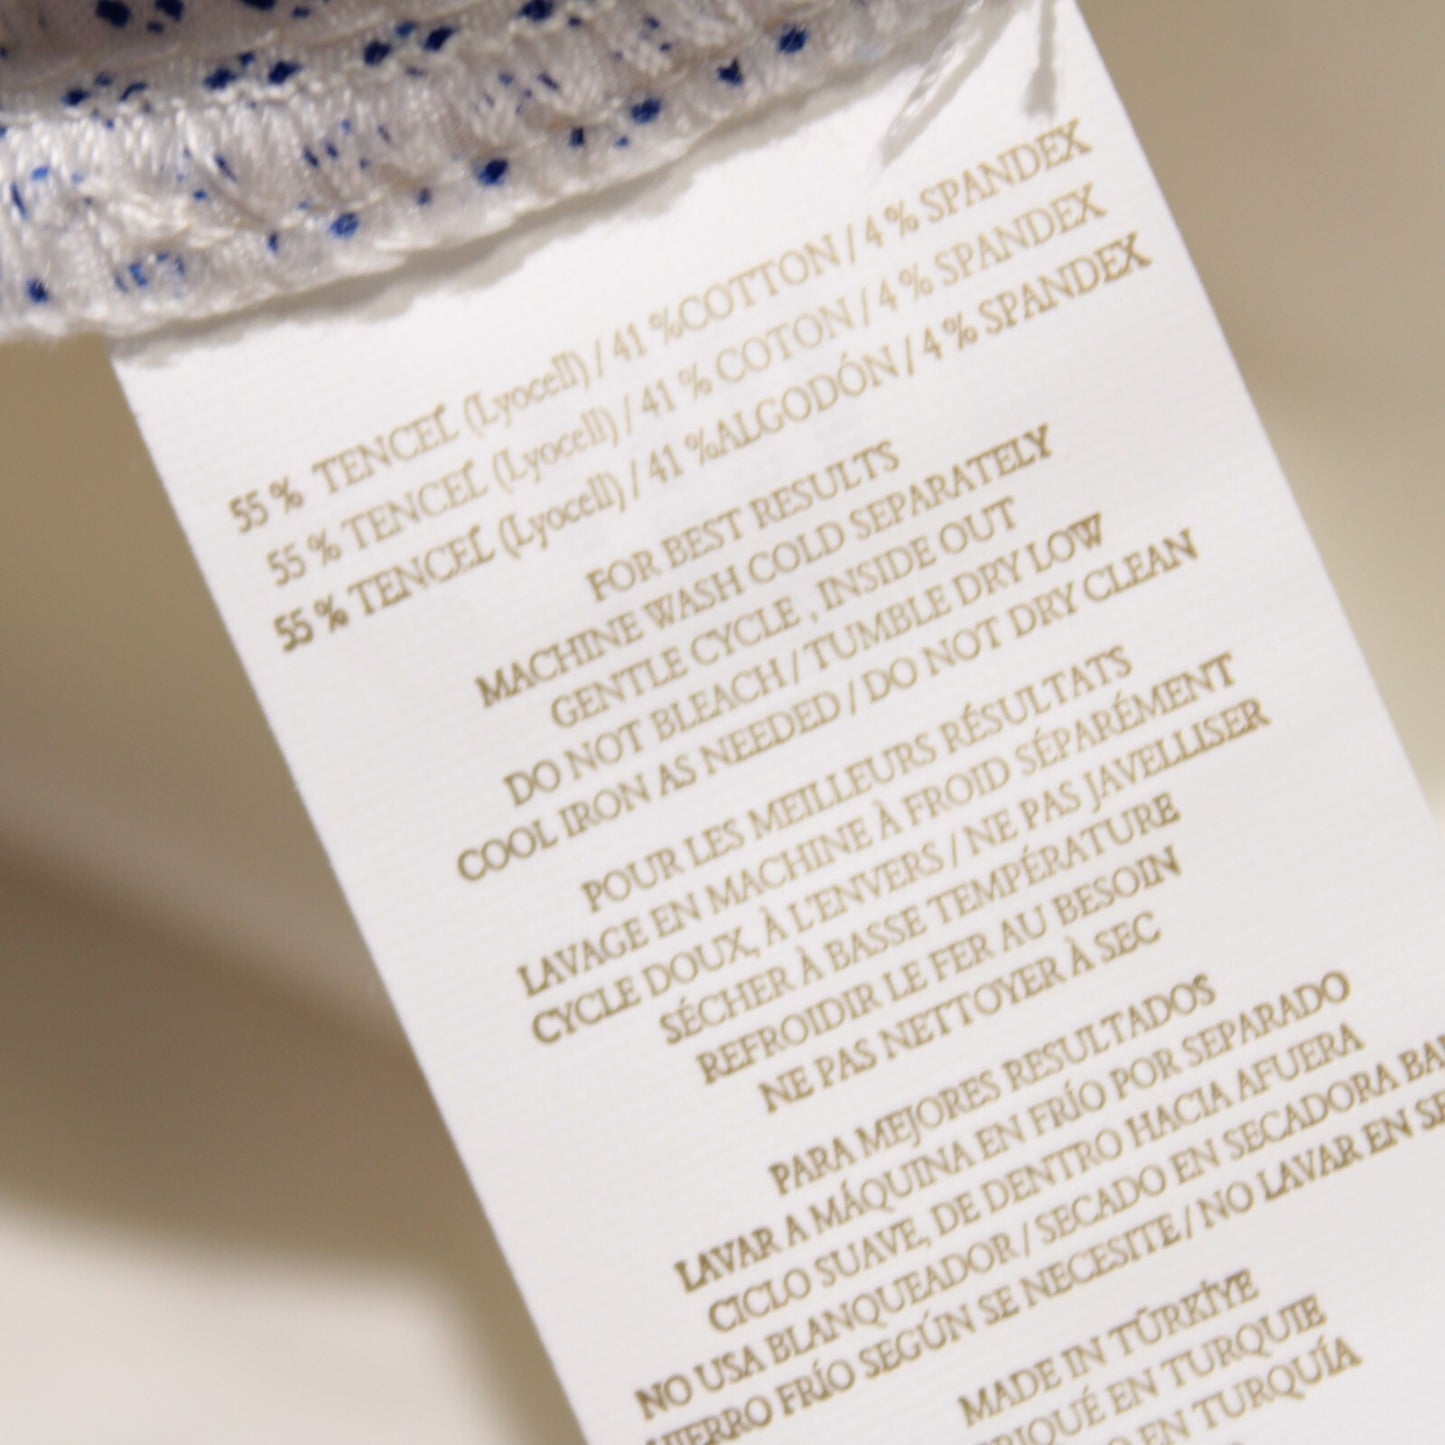 55 % TENCEL (Lyocell) / 41 %COTTON / 4 % SPANDEX
55 % TENCEL (Lyocell) / 41 % COTON / 4 % SPANDEX
55 % TENCEL (Lyocell) / 41 %ALGODÓN / 4 % SPANDEX
FOR BEST RESULTS
MACHINE WASH COLD SEPARATELY
GENTLE CYCLE , INSIDE OUT
DO NOT BLEACH / TUMBLE DRY LOW
COOL IRON AS NEEDED / DO NOT DRY CLEAN
POUR LES MEILLEURS RÉSULTATS
LAVAGE EN MACHINE À FROID SÉPARÉMENT
CYCLE DOUX, À L'ENVERS / NE PAS JAVELLISER
SÉCHER À BASSE TEMPÉRATURE
REFROIDIR LE FER AU BESOIN
NE PAS NETTOYER À SEC
PARA MEJORES RESULTADOS
LAVAR A MÁQUINA EN FRÍO POR SEPARADO
CICLO SUAVE, DE DENTRO HACIA AFUERA
NO USA BLANQUEADOR / SECADO EN SECADORA
FRÍO SEGÚN SE NECESITE / NO LAVAR EN
MADE IN TÜRKİYE
EN TURQUIE
EN TURQUÍA